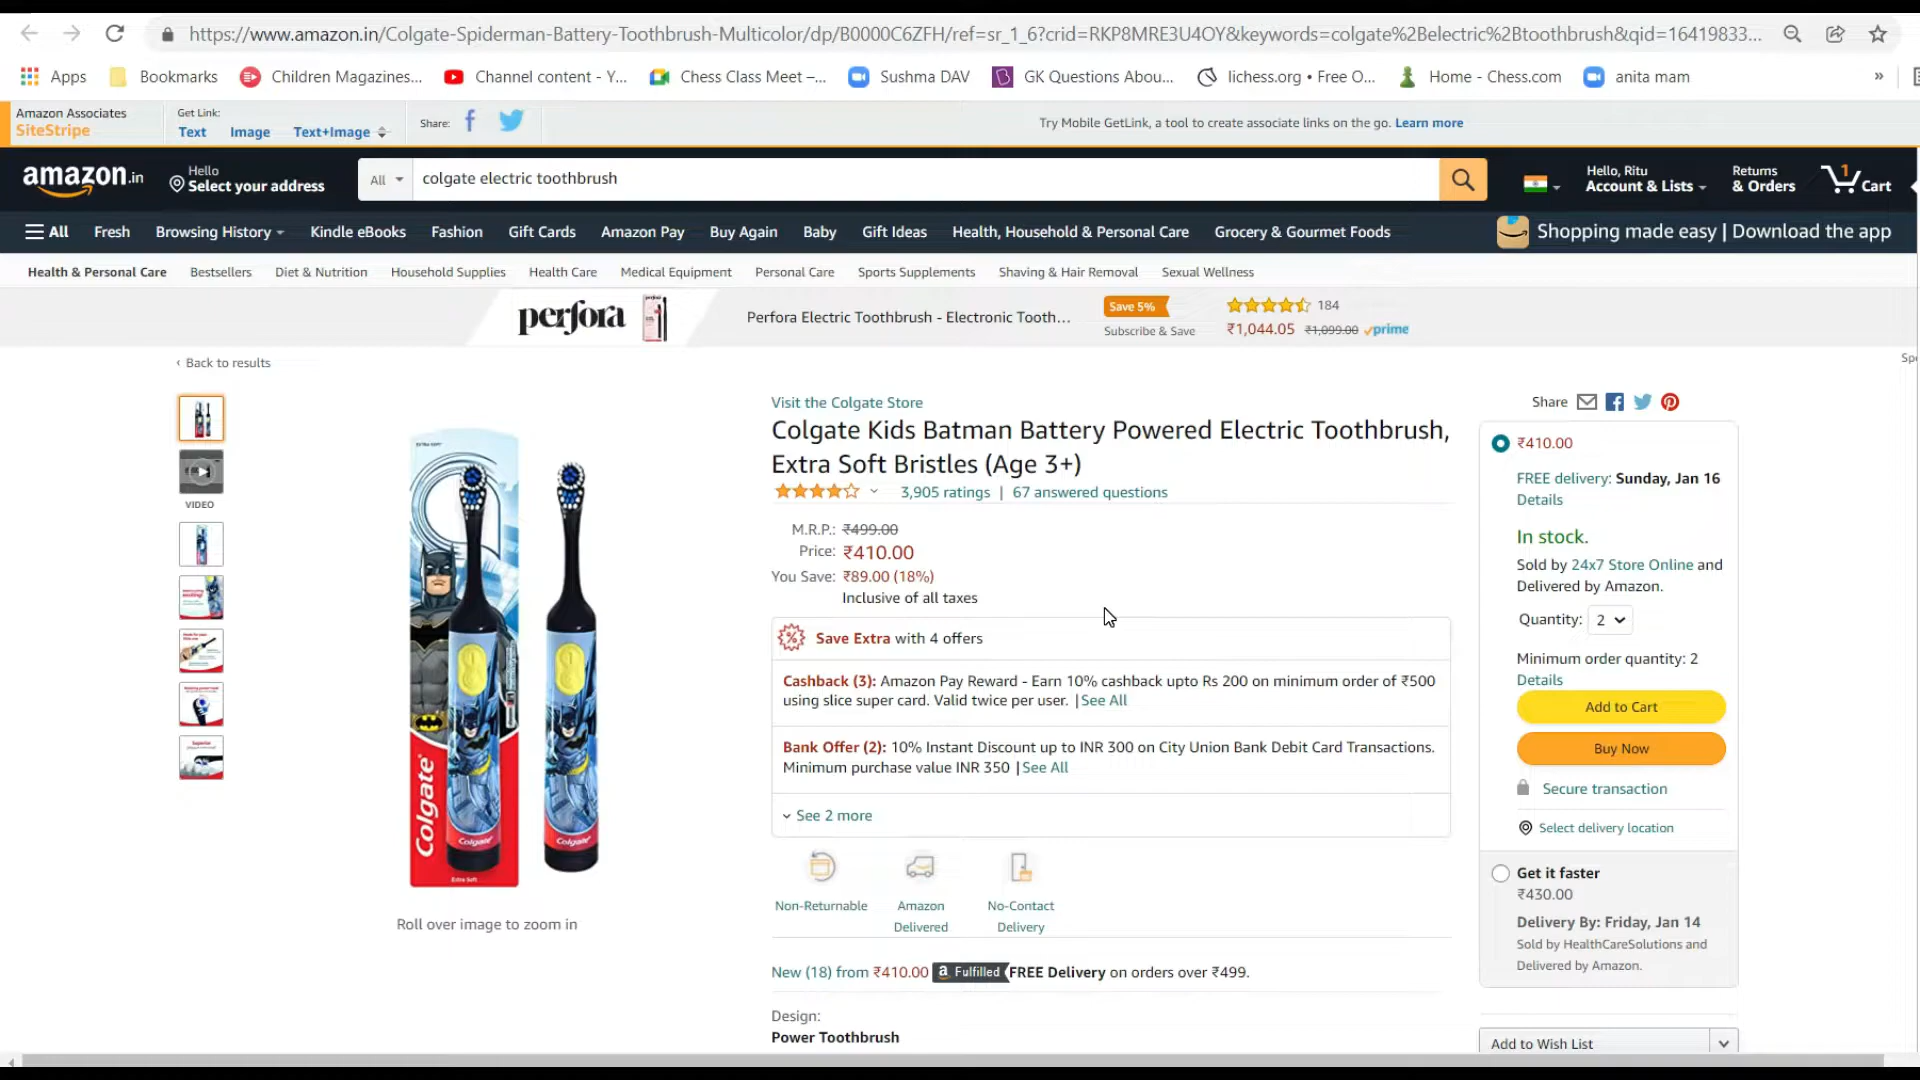 https://www.amazon.in/Colgate-Spiderman-Battery-Toothbrush-Multicolor/dp/B0000C6ZFH/ref=sr_1_6?crid=RKP8MRE3U4OY&keywords=colgate%2Belectric%2Btoothbrush&qid=16419833...
Apps Bookmarks Children Magazines... Channel content - Y... Chess Class Meet –... Sushma DAV GK Questions Abou... lichess.org • Free O... Home - Chess.com anita mam »
Amazon Associates
SiteStripe
Get Link:
Text Image Text+Image
Share:
Try Mobile GetLink, a tool to create associate links on the go. Learn more
amazon.in
Hello
Select your address
All colgate electric toothbrush
Hello, Ritu
Account & Lists
Returns
& Orders
1
Cart
All Fresh Browsing History Kindle eBooks Fashion Gift Cards Amazon Pay Buy Again Baby Gift Ideas Health, Household & Personal Care Grocery & Gourmet Foods Shopping made easy | Download the app
Health & Personal Care Bestsellers Diet & Nutrition Household Supplies Health Care Medical Equipment Personal Care Sports Supplements Shaving & Hair Removal Sexual Wellness
perfora
Perfora Electric Toothbrush - Electronic Tooth...
Save 5%
Subscribe & Save
184
₹1,044.05 ₹1,099.00 prime
‹ Back to results
Spo
VIDEO
Colgate
Colgate
Colgate
Extra Soft
Roll over image to zoom in
Visit the Colgate Store
Colgate Kids Batman Battery Powered Electric Toothbrush,
Extra Soft Bristles (Age 3+)
3,905 ratings | 67 answered questions
M.R.P.: ₹499.00
Price: ₹410.00
You Save: ₹89.00 (18%)
Inclusive of all taxes
Save Extra with 4 offers
Cashback (3): Amazon Pay Reward - Earn 10% cashback upto Rs 200 on minimum order of ₹500
using slice super card. Valid twice per user. | See All
Bank Offer (2): 10% Instant Discount up to INR 300 on City Union Bank Debit Card Transactions.
Minimum purchase value INR 350 | See All
See 2 more
Non-Returnable
Amazon
Delivered
No-Contact
Delivery
New (18) from ₹410.00 a Fulfilled FREE Delivery on orders over ₹499.
Design:
Power Toothbrush
Share
₹410.00
FREE delivery: Sunday, Jan 16
Details
In stock.
Sold by 24x7 Store Online and
Delivered by Amazon.
Quantity: 2
Minimum order quantity: 2
Details
Add to Cart
Buy Now
Secure transaction
Select delivery location
Get it faster
₹430.00
Delivery By: Friday, Jan 14
Sold by HealthCareSolutions and
Delivered by Amazon.
Add to Wish List